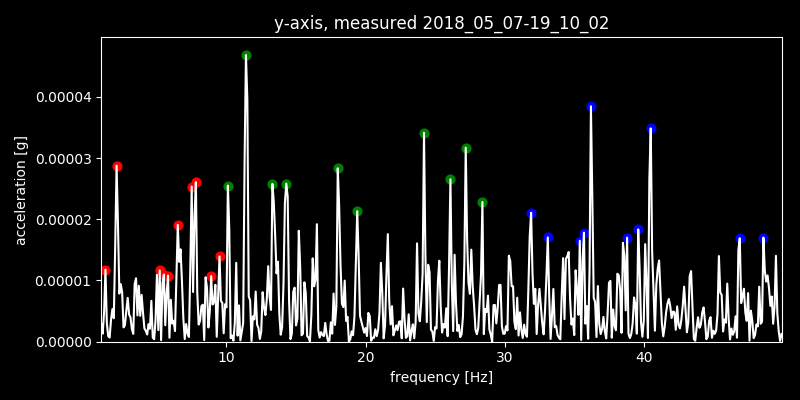 y-axis, measured 2018_05_07-19_10_02
acceleration [g]
0.00004
0.00003
0.00002
0.00001
0.00000
10 20 30 40
frequency [Hz]